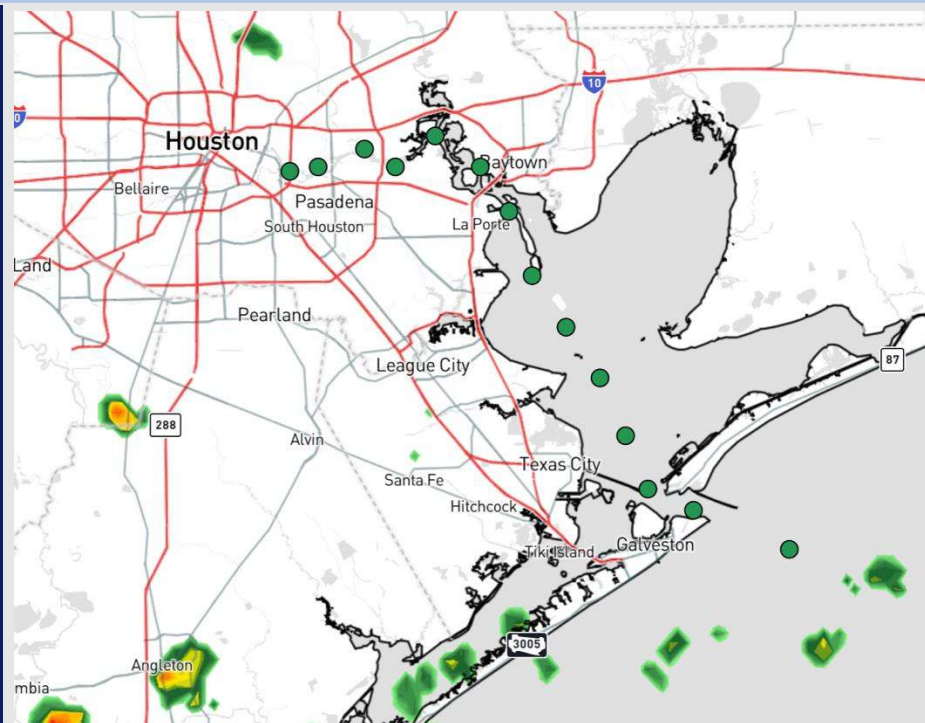 10
0
Houston
Baytown
Bellaire
Pasadena
La Porte
South Houston
Land
Pearland
87
League City
288
Alvin
Texas City
Santa Fe
Hitchcock
Tiki Island
Galveston
3005
Angleton
mbia